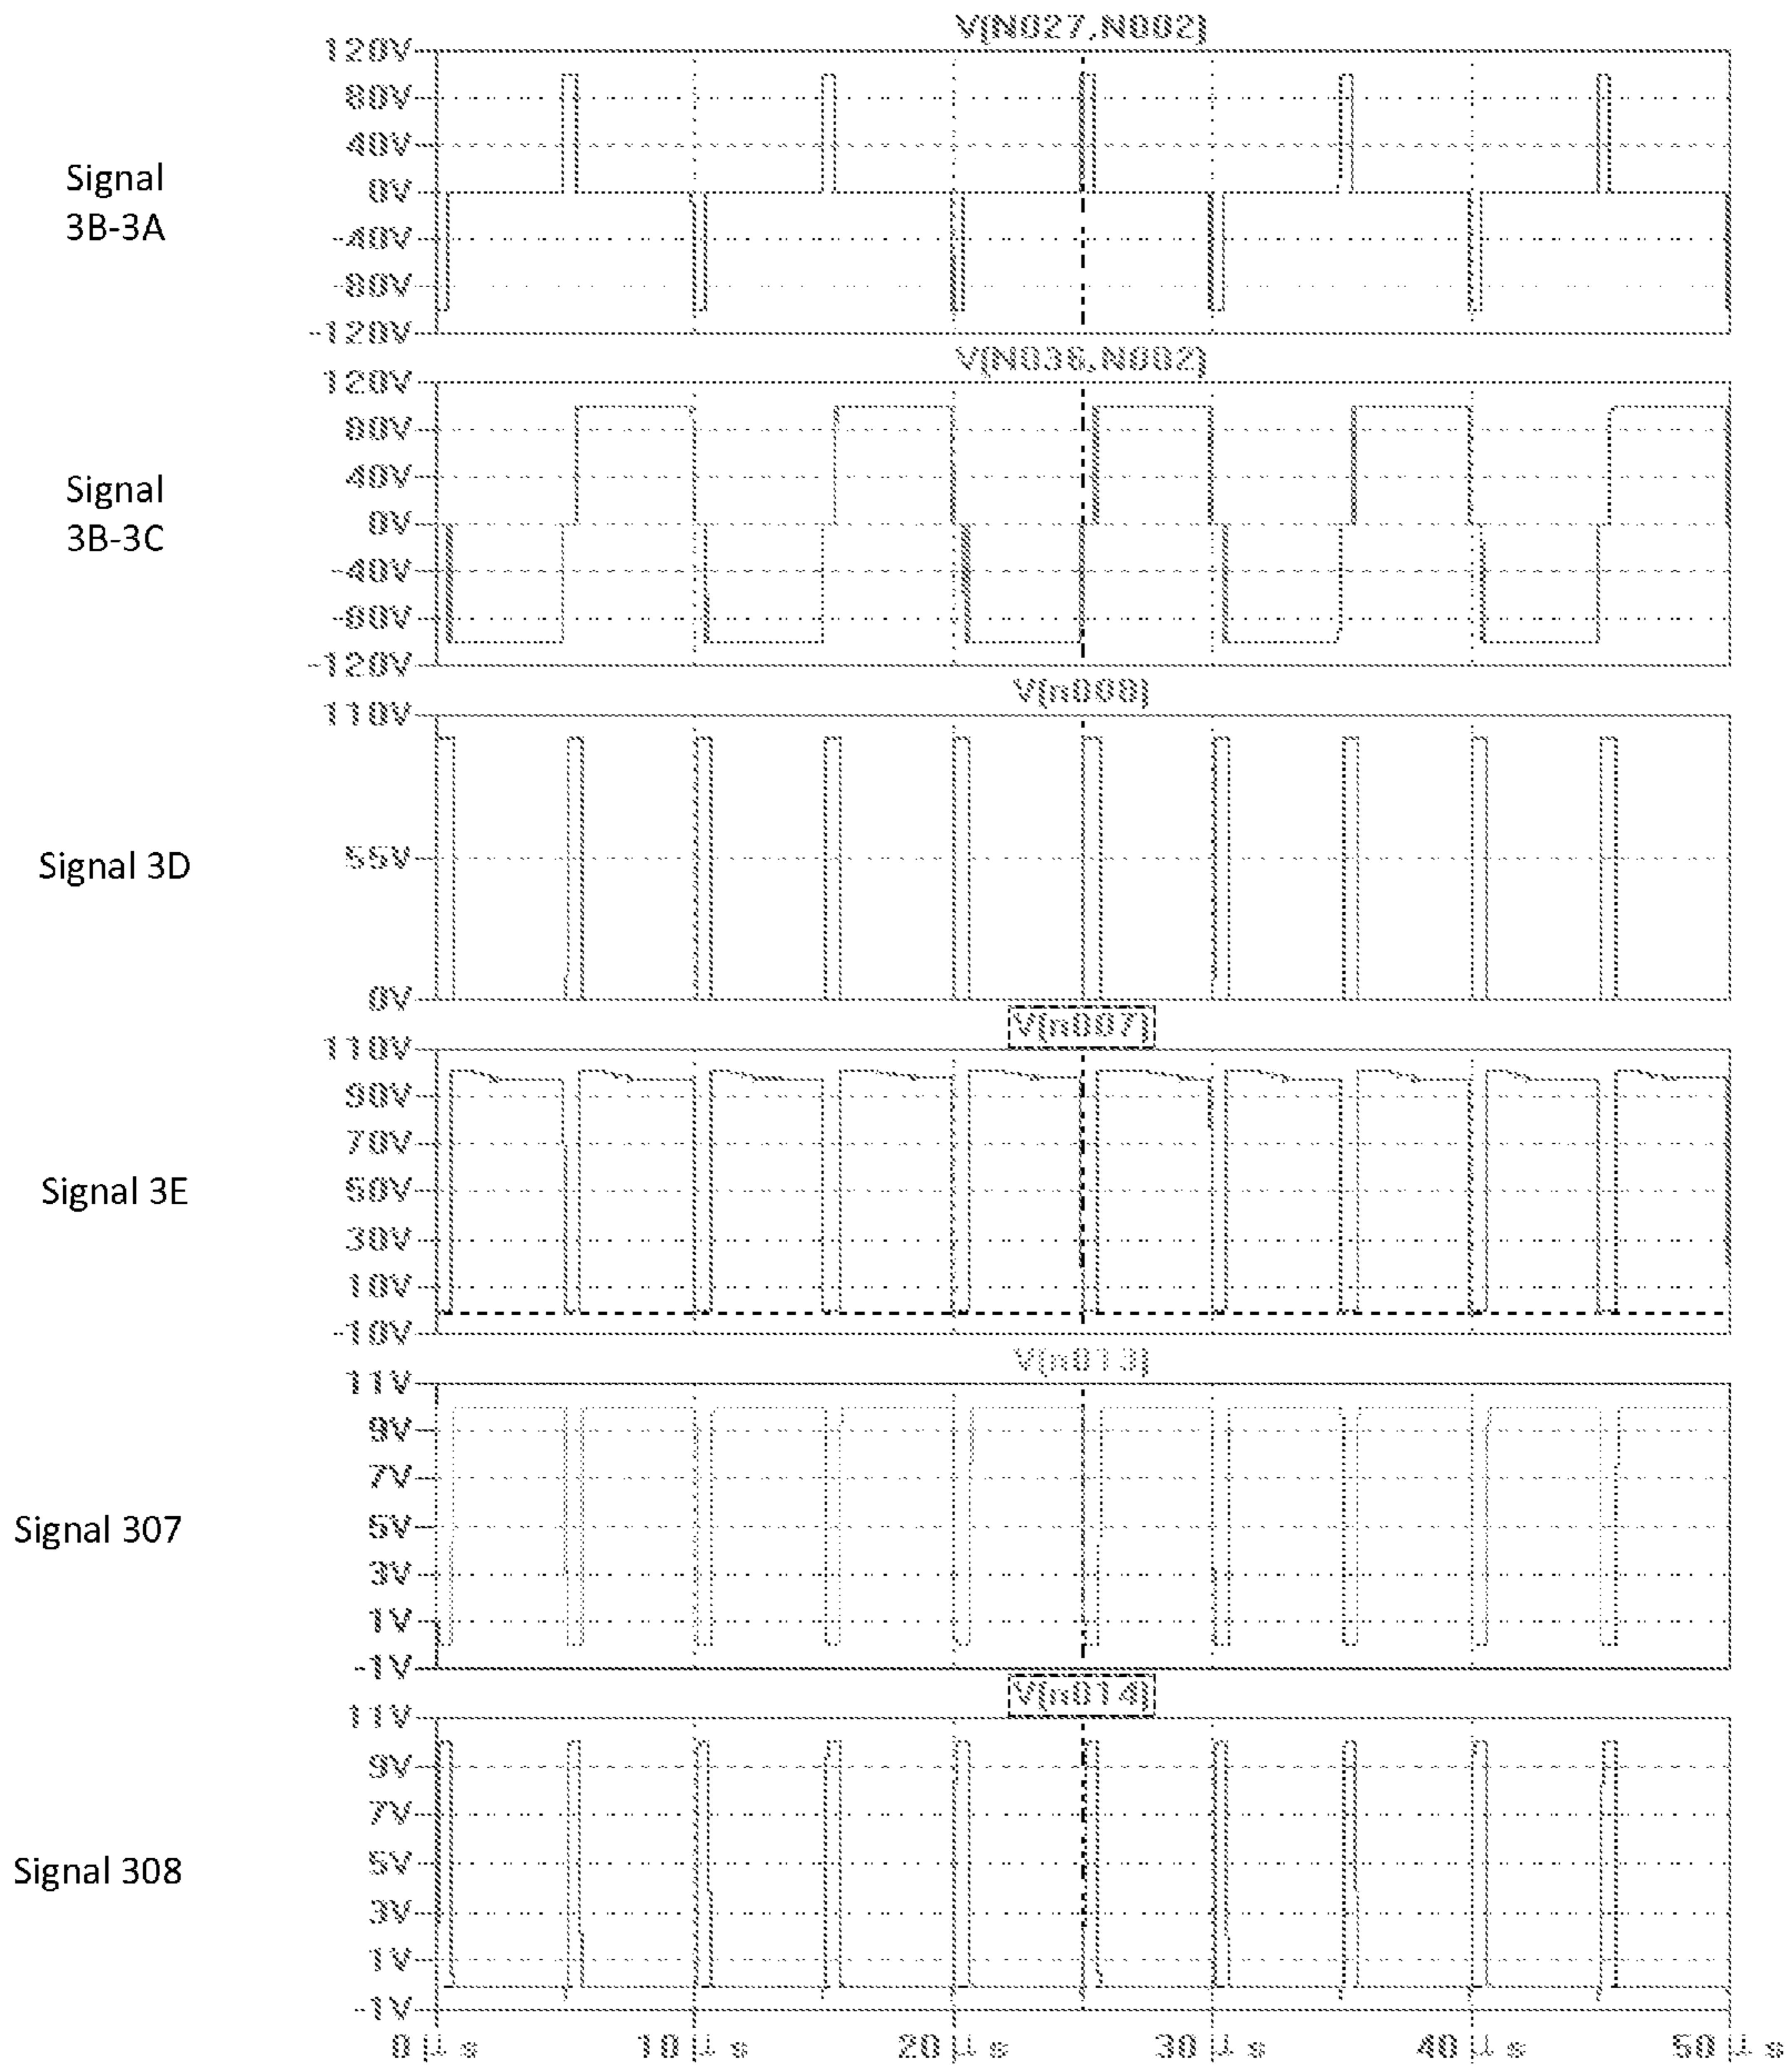 V[N027,N002]
120V
80V
40V
0V
-40V
-80V
-120V
Signal
3B-3A
V[N036,N002]
120V
80V
40V
0V
-40V
-80V
-120V
Signal
3B-3C
V[n008]
110V
55V
0V
Signal 3D
V[n007]
110V
90V
70V
50V
30V
10V
-10V
Signal 3E
V[n013]
11V
9V
7V
5V
3V
1V
-1V
Signal 307
V[n014]
11V
9V
7V
5V
3V
1V
-1V
Signal 308
0µs 10µs 20µs 30µs 40µs 50µs